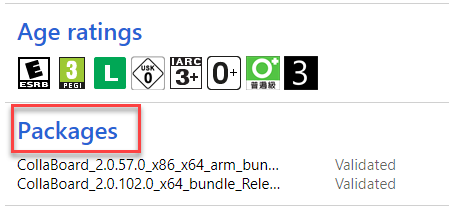 Age ratings
E ESRB 3 PEGI L USK 0 IARC 3+ 0+ 0+ 普遍級 3
Packages
CollaBoard_2.0.57.0_x86_x64_arm_bun... Validated
CollaBoard_2.0.102.0_x64_bundle_Rele... Validated